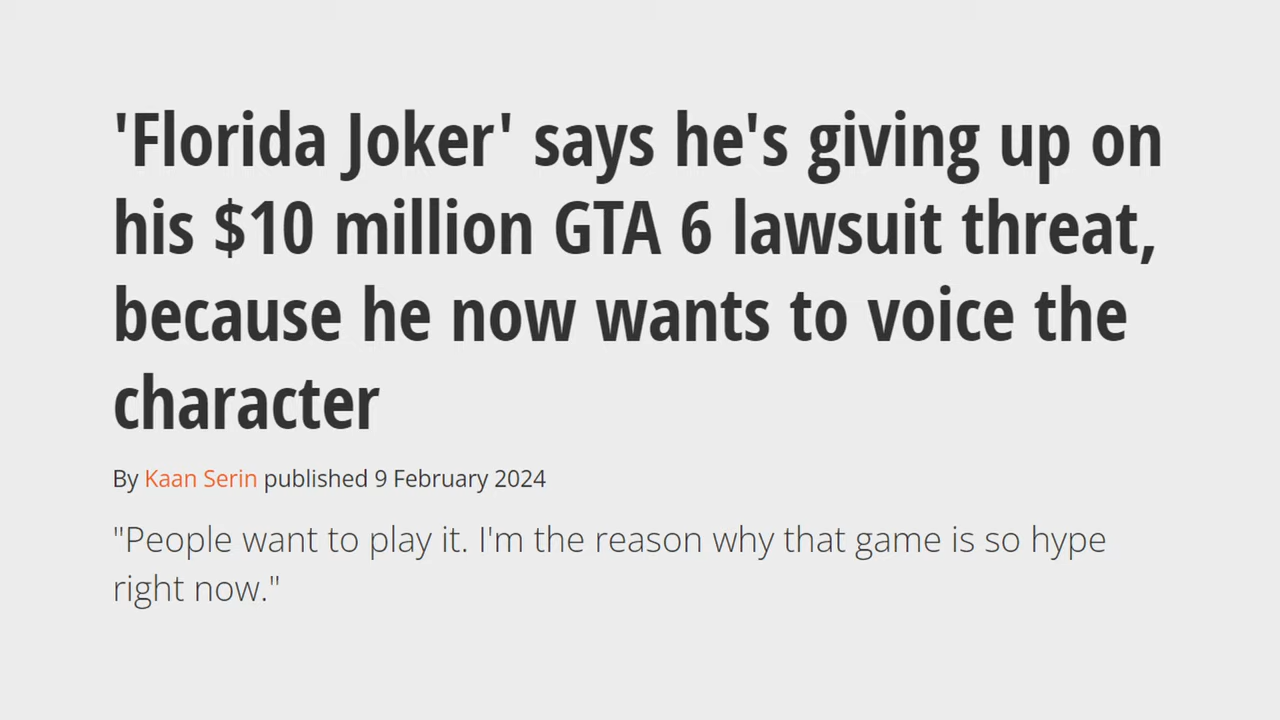 'Florida Joker' says he's giving up on
his $10 million GTA 6 lawsuit threat,
because he now wants to voice the
character
By Kaan Serin published 9 February 2024
"People want to play it. I'm the reason why that game is so hype
right now."